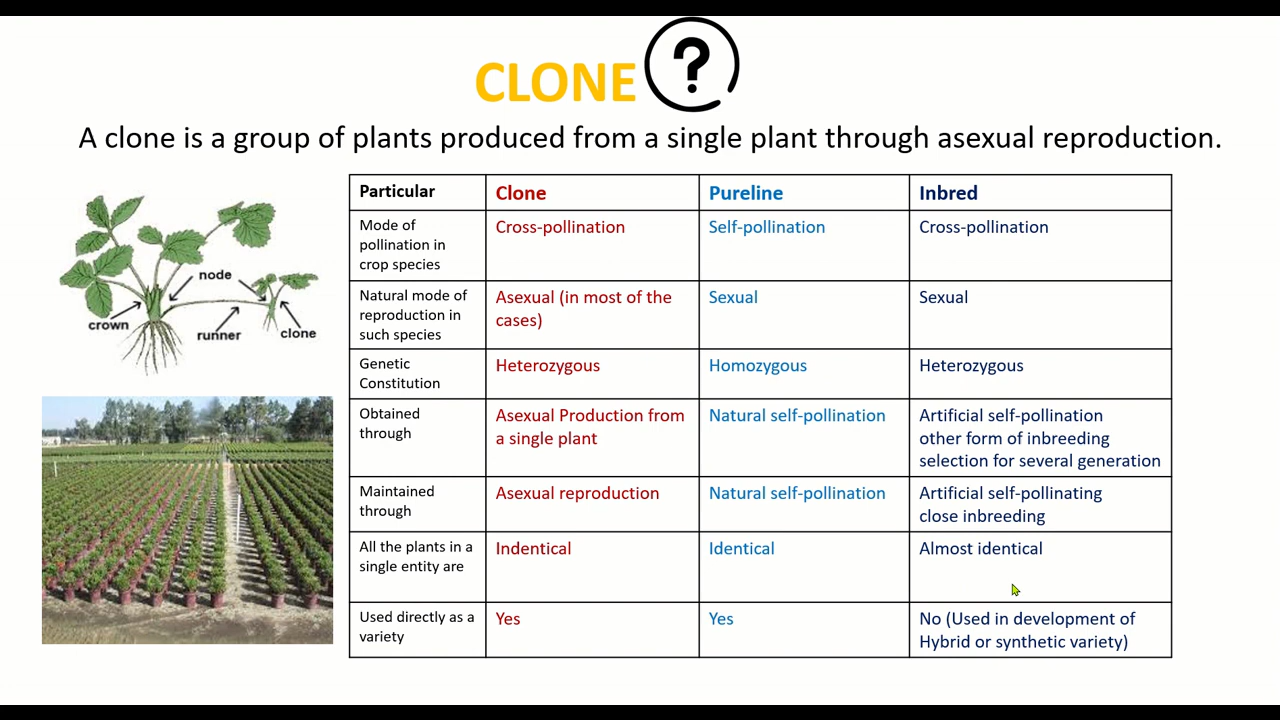 CLONE ?
A clone is a group of plants produced from a single plant through asexual reproduction.
node
crown
runner
clone
Particular
Clone
Pureline
Inbred
Mode of
pollination in
crop species
Cross-pollination
Self-pollination
Cross-pollination
Natural mode of
reproduction in
such species
Asexual (in most of the
cases)
Sexual
Sexual
Genetic
Constitution
Heterozygous
Homozygous
Heterozygous
Obtained
through
Asexual Production from
a single plant
Natural self-pollination
Artificial self-pollination
other form of inbreeding
selection for several generation
Maintained
through
Asexual reproduction
Natural self-pollination
Artificial self-pollinating
close inbreeding
All the plants in a
single entity are
Indentical
Identical
Almost identical
Used directly as a
variety
Yes
Yes
No (Used in development of
Hybrid or synthetic variety)